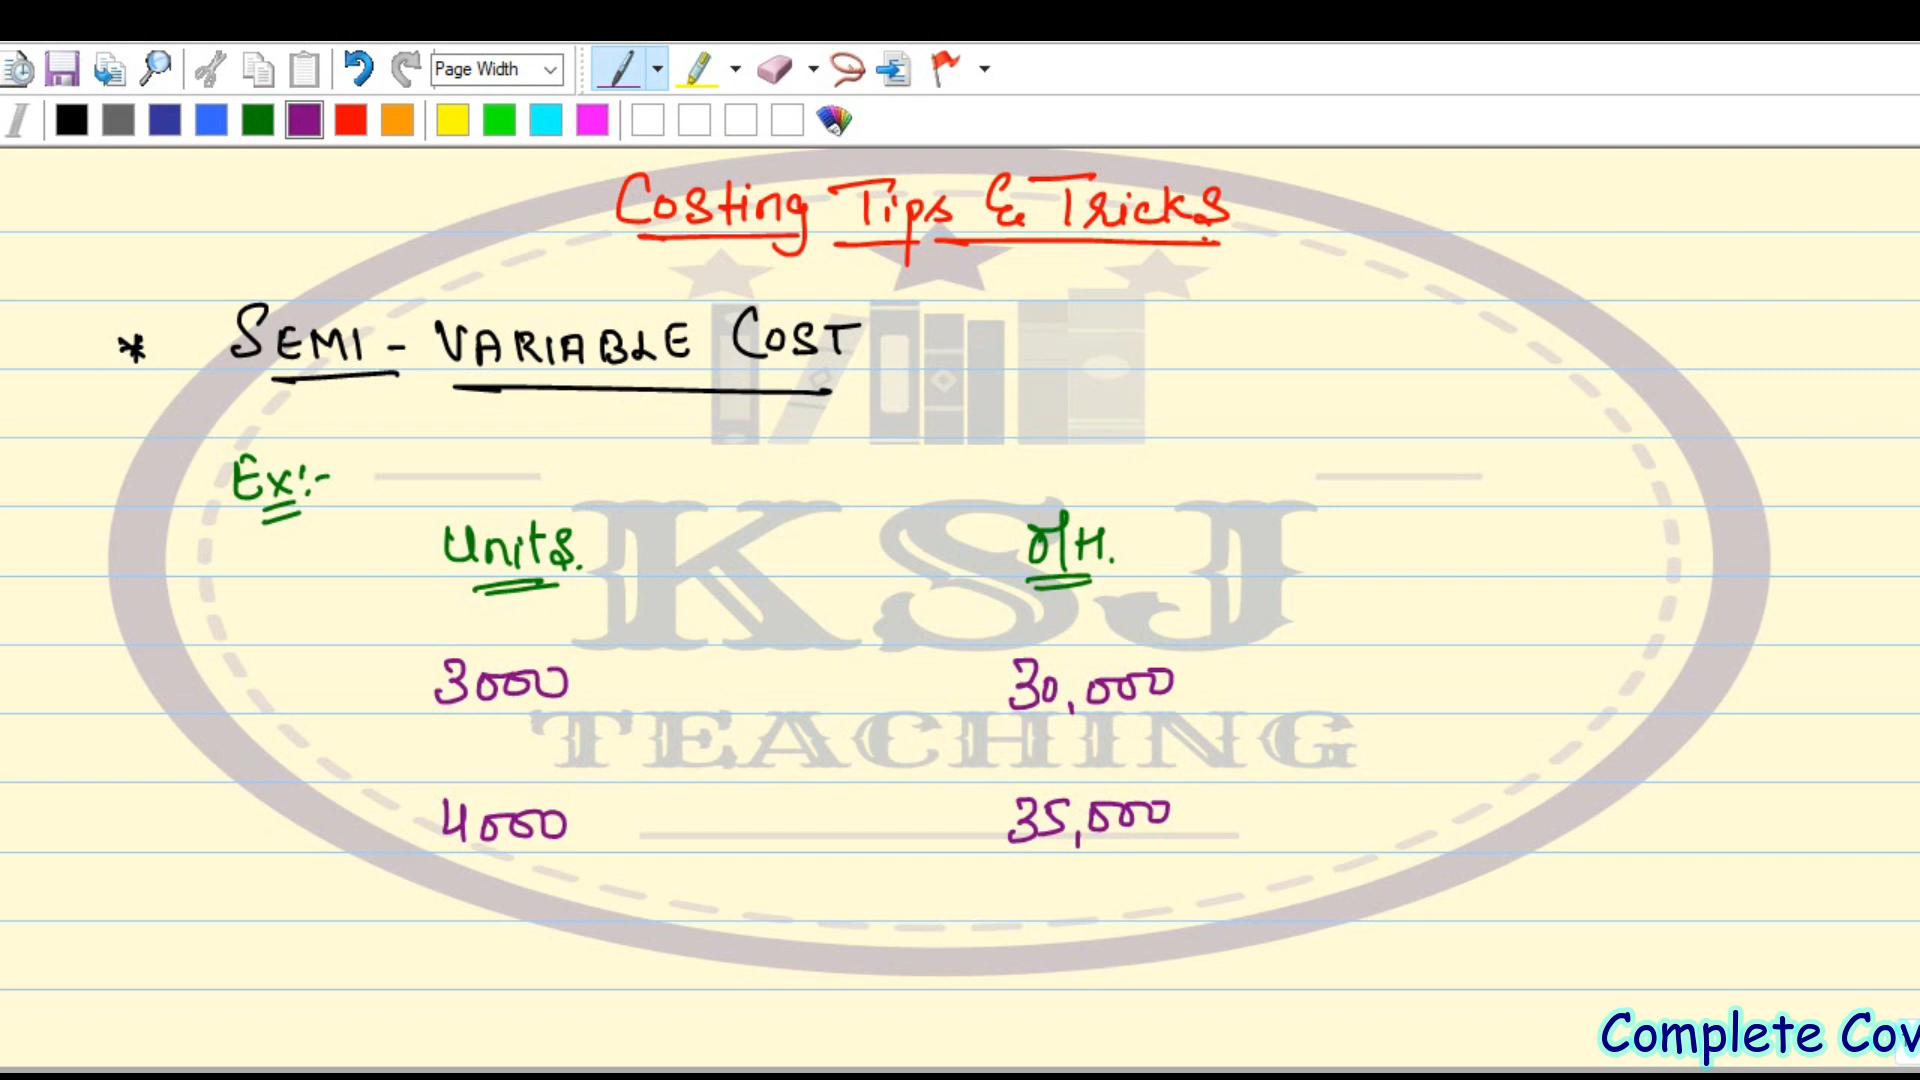 Page Width
Costing Tips & Tricks
* SEMI - VARIABLE COST
Ex:-
Units. O/H.
KSJ
3000 30,000
TEACHING
4000 35,000
Complete Cov